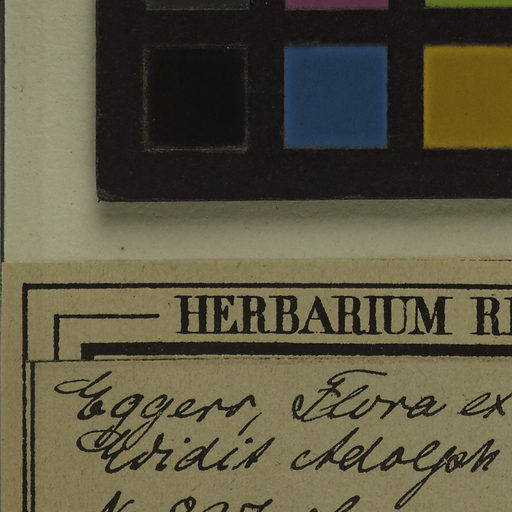 HERBARIUM
Eggers, Flora ex
Edidit Adolph